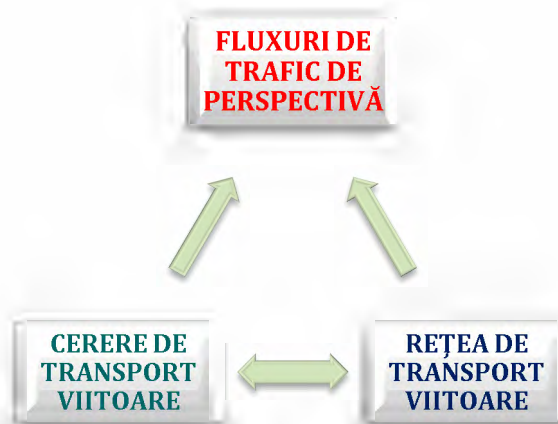 FLUXURI DE
TRAFIC DE
PERSPECTIVĂ
CERERE DE
TRANSPORT
VIITOARE
REȚEA DE
TRANSPORT
VIITOARE